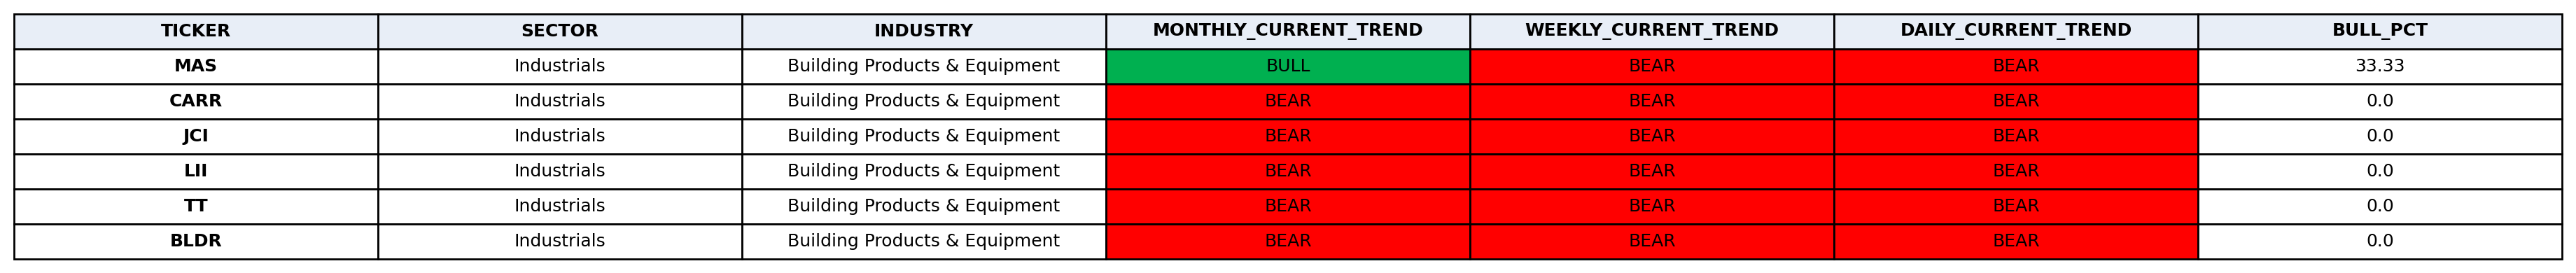 TICKER SECTOR INDUSTRY MONTHLY_CURRENT_TREND WEEKLY_CURRENT_TREND DAILY_CURRENT_TREND BULL_PCT
MAS Industrials Building Products & Equipment BULL BEAR BEAR 33.33
CARR Industrials Building Products & Equipment BEAR BEAR BEAR 0.0
JCI Industrials Building Products & Equipment BEAR BEAR BEAR 0.0
LII Industrials Building Products & Equipment BEAR BEAR BEAR 0.0
TT Industrials Building Products & Equipment BEAR BEAR BEAR 0.0
BLDR Industrials Building Products & Equipment BEAR BEAR BEAR 0.0